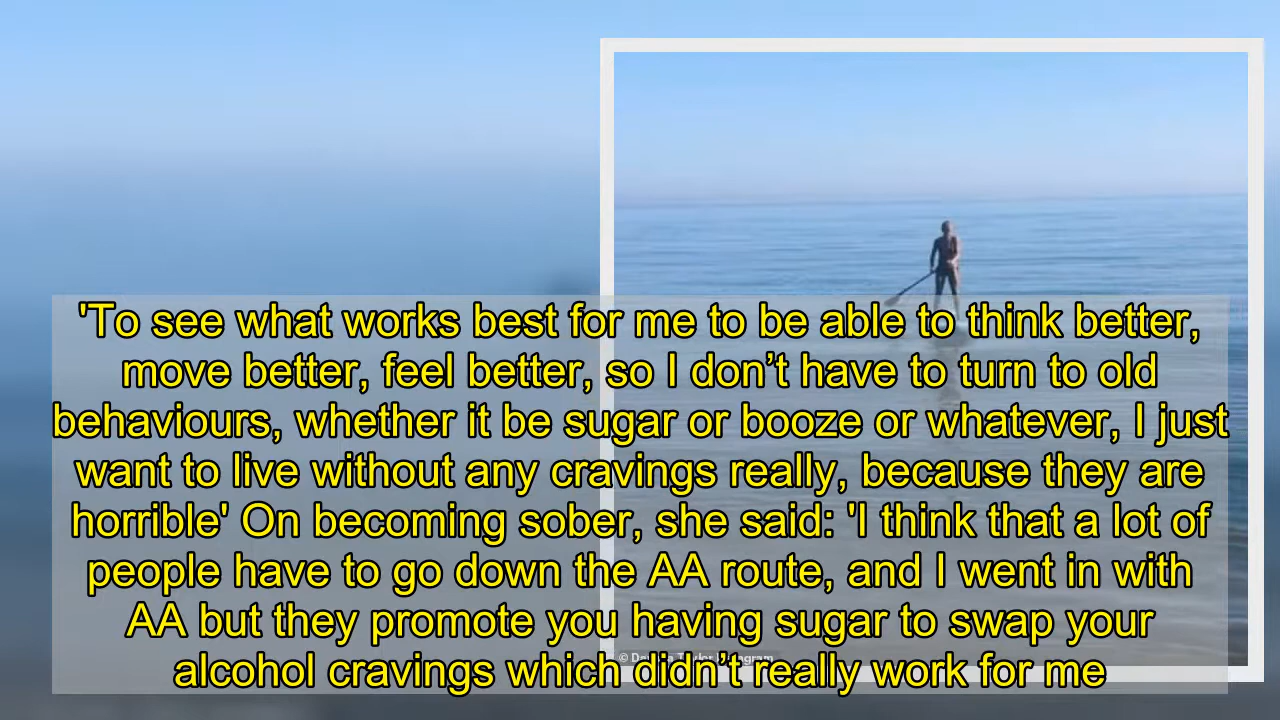 'To see what works best for me to be able to think better,
move better, feel better, so I don’t have to turn to old
behaviours, whether it be sugar or booze or whatever, I just
want to live without any cravings really, because they are
horrible' On becoming sober, she said: 'I think that a lot of
people have to go down the AA route, and I went in with
AA but they promote you having sugar to swap your
alcohol cravings which didn’t really work for me